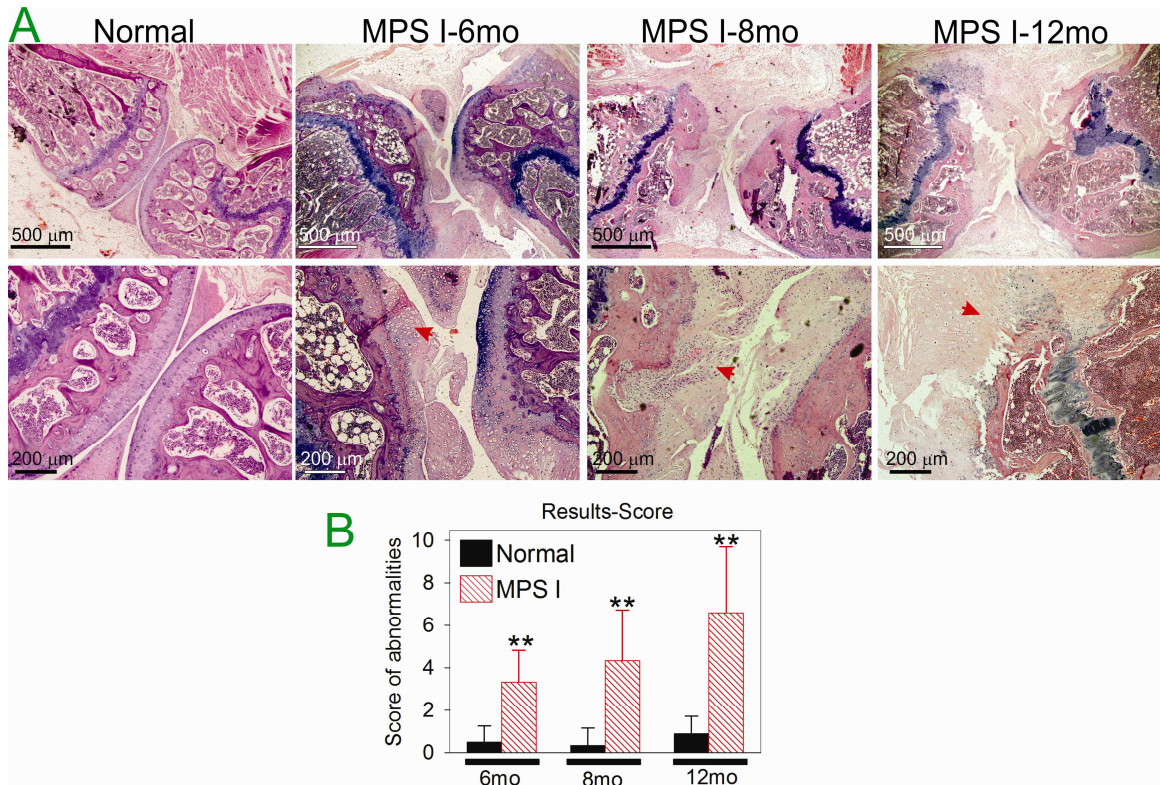 A
Normal
MPS I-6mo
MPS I-8mo
MPS I-12mo
500 µm
500 µm
500 µm
500 µm
200 µm
200 µm
200 µm
200 µm
B
Results-Score
Score of abnormalities
10
8
6
4
2
0
Normal
MPS I
**
**
**
6mo
8mo
12mo